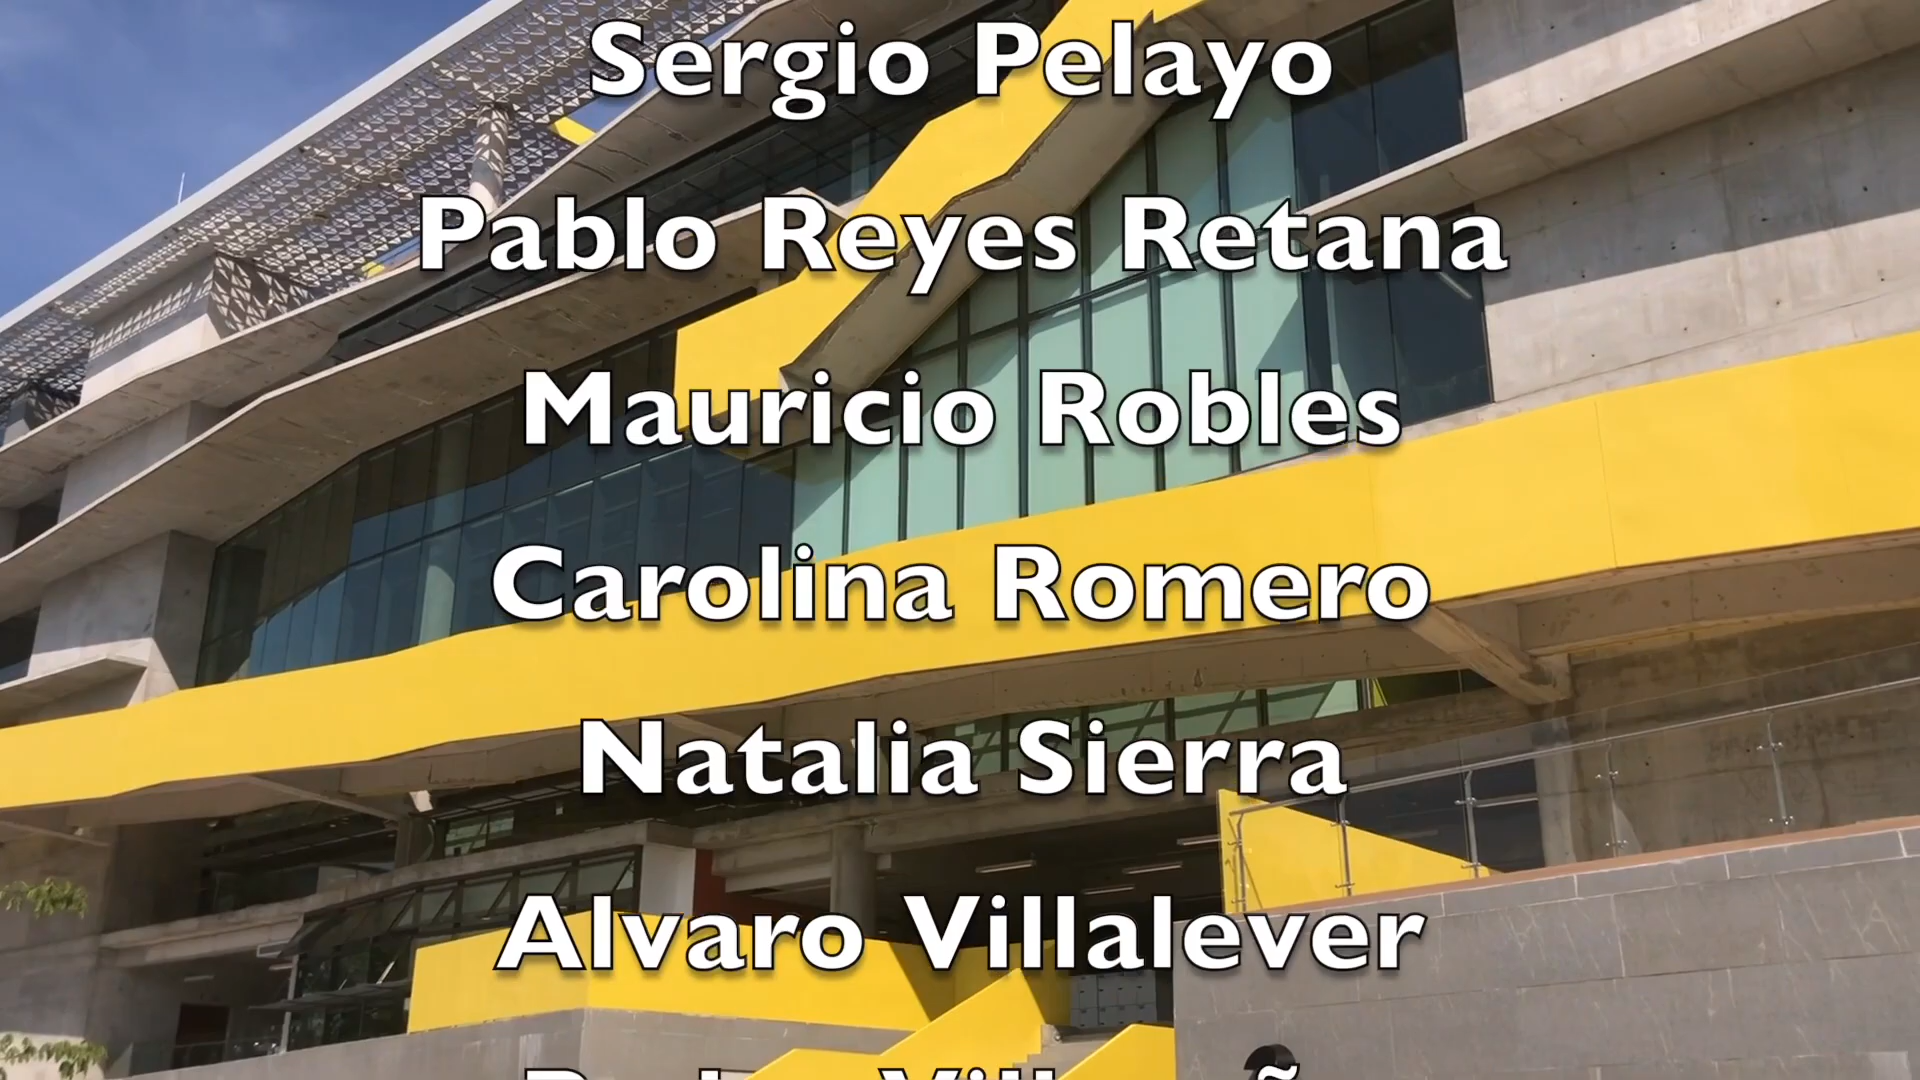 Sergio Pelayo
Pablo Reyes Retana
Mauricio Robles
Carolina Romero
Natalia Sierra
Alvaro Villalever